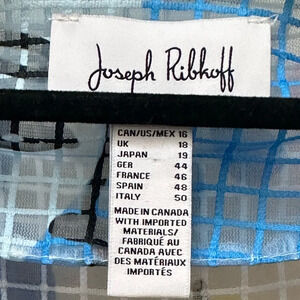 Joseph Ribkoff
CAN/US/MEX 16
UK 18
JAPAN 19
GER 44
FRANCE 46
SPAIN 48
ITALY 50
MADE IN CANADA
WITH IMPORTED
MATERIALS/
FABRIQUÉ AU
CANADA AVEC
DES MATÉRIAUX
IMPORTÉS